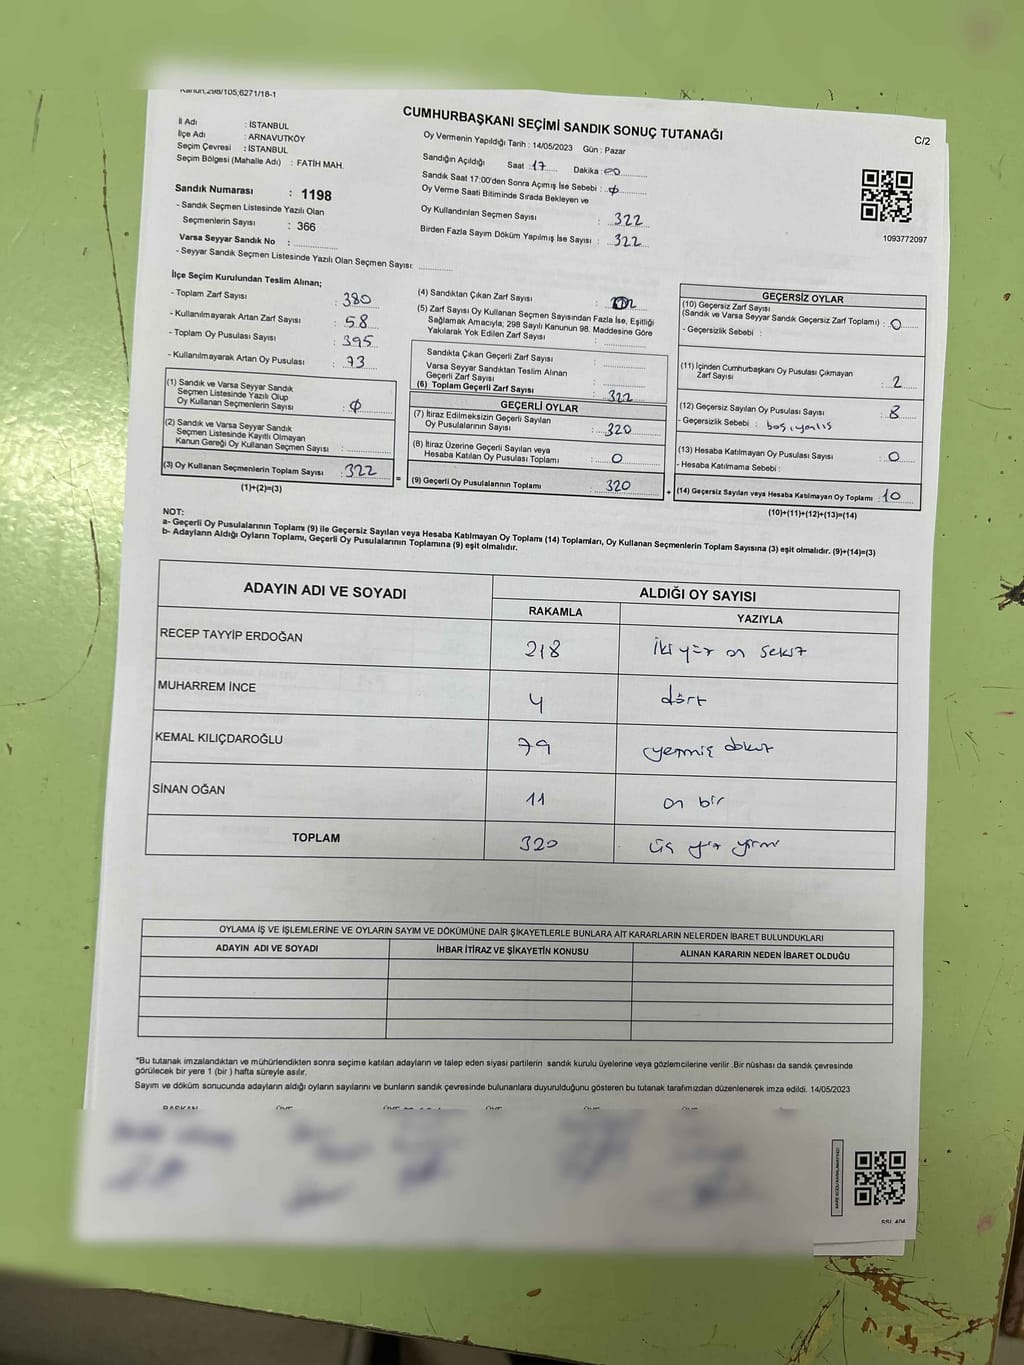 Kanun;298/105;6271/18-1
CUMHURBAŞKANI SEÇİMİ SANDIK SONUÇ TUTANAĞI
C/2
İl Adı : İSTANBUL
İlçe Adı : ARNAVUTKÖY
Seçim Çevresi : İSTANBUL
Seçim Bölgesi (Mahalle Adı) : FATİH MAH.
Sandık Numarası : 1198
- Sandık Seçmen Listesinde Yazılı Olan
Seçmenlerin Sayısı : 366
Varsa Seyyar Sandık No :
- Seyyar Sandık Seçmen Listesinde Yazılı Olan Seçmen Sayısı:
Oy Vermenin Yapıldığı Tarih : 14/05/2023 Gün : Pazar
Sandığın Açıldığı Saat : 17 Dakika : 00
Sandık Saat 17:00'den Sonra Açımış İse Sebebi : Ø
Oy Verme Saati Bitiminde Sırada Bekleyen ve
Oy Kullandırılan Seçmen Sayısı : 322
Birden Fazla Sayım Döküm Yapılmış İse Sayısı : 322
1093772097
İlçe Seçim Kurulundan Teslim Alınan;
- Toplam Zarf Sayısı : 380
- Kullanılmayarak Artan Zarf Sayısı : 58
- Toplam Oy Pusulası Sayısı : 395
- Kullanılmayarak Artan Oy Pusulası : 73
(1) Sandık ve Varsa Seyyar Sandık
Seçmen Listesinde Yazılı Olup
Oy Kullanan Seçmenlerin Sayısı : Ø
(2) Sandık ve Varsa Seyyar Sandık
Seçmen Listesinde Kayıtlı Olmayan
Kanun Gereği Oy Kullanan Seçmen Sayısı :
(3) Oy Kullanan Seçmenlerin Toplam Sayısı : 322
(1)+(2)=(3)
(4) Sandıktan Çıkan Zarf Sayısı :
(5) Zarf Sayısı Oy Kullanan Seçmen Sayısından Fazla İse, Eşitliği
Sağlamak Amacıyla; 298 Sayılı Kanunun 98. Maddesine Göre
Yakılarak Yok Edilen Zarf Sayısı :
Sandıkta Çıkan Geçerli Zarf Sayısı :
Varsa Seyyar Sandıktan Teslim Alınan
Geçerli Zarf Sayısı :
(6) Toplam Geçerli Zarf Sayısı : 322
=
GEÇERLİ OYLAR
(7) İtiraz Edilmeksizin Geçerli Sayılan
Oy Pusulalarının Sayısı : 320
(8) İtiraz Üzerine Geçerli Sayılan veya
Hesaba Katılan Oy Pusulası Toplamı : 0
(9) Geçerli Oy Pusulalarının Toplamı : 320
+
GEÇERSİZ OYLAR
(10) Geçersiz Zarf Sayısı
(Sandık ve Varsa Seyyar Sandık Geçersiz Zarf Toplamı) : 0
- Geçersizlik Sebebi :
(11) İçinden Cumhurbaşkanı Oy Pusulası Çıkmayan
Zarf Sayısı : 2
(12) Geçersiz Sayılan Oy Pusulası Sayısı : 8
- Geçersizlik Sebebi : boş, yanlış
(13) Hesaba Katılmayan Oy Pusulası Sayısı : 0
- Hesaba Katılmama Sebebi :
(14) Geçersiz Sayılan veya Hesaba Katılmayan Oy Toplamı : 10
(10)+(11)+(12)+(13)=(14)
NOT:
a- Geçerli Oy Pusulalarının Toplamı (9) ile Geçersiz Sayılan veya Hesaba Katılmayan Oy Toplamı (14) Toplamları, Oy Kullanan Seçmenlerin Toplam Sayısına (3) eşit olmalıdır. (9)+(14)=(3)
b- Adayların Aldığı Oyların Toplamı, Geçerli Oy Pusulalarının Toplamına (9) eşit olmalıdır.
ADAYIN ADI VE SOYADI
ALDIĞI OY SAYISI
RAKAMLA YAZIYLA
RECEP TAYYİP ERDOĞAN 218 iki yüz on sekiz
MUHARREM İNCE 4 dört
KEMAL KILIÇDAROĞLU 79 yetmiş dokuz
SİNAN OĞAN 11 on bir
TOPLAM 320 üç yüz yirmi
OYLAMA İŞ VE İŞLEMLERİNE VE OYLARIN SAYIM VE DÖKÜMÜNE DAİR ŞİKAYETLERLE BUNLARA AİT KARARLARIN NELERDEN İBARET BULUNDUKLARI
ADAYIN ADI VE SOYADI İHBAR İTİRAZ VE ŞİKAYETİN KONUSU ALINAN KARARIN NEDEN İBARET OLDUĞU
*Bu tutanak imzalandıktan ve mühürlendikten sonra seçime katılan adayların ve talep eden siyasi partilerin sandık kurulu üyelerine veya gözlemcilerine verilir .Bir nüshası da sandık çevresinde
görülecek bir yere 1 (bir ) hafta süreyle asılır.
Sayım ve döküm sonucunda adayların aldığı oyların sayılarını ve bunların sandık çevresinde bulunanlara duyurulduğunu gösteren bu tutanak tarafımızdan düzenlenerek imza edildi. 14/05/2023
BAŞKAN ÜYE ÜYE ÜYE ÜYE ÜYE